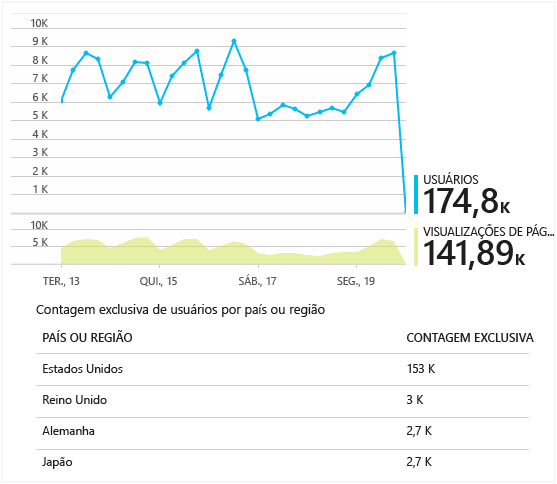 10K
9 K
8 K
7 K
6 K
5 K
4 K
3 K
2 K
1 K
USUÁRIOS
174,8K
10K
5 K
VISUALIZAÇÕES DE PÁG...
141,89K
TER., 13 QUI., 15 SÁB., 17 SEG., 19
Contagem exclusiva de usuários por país ou região
PAÍS OU REGIÃO CONTAGEM EXCLUSIVA
Estados Unidos 153 K
Reino Unido 3 K
Alemanha 2,7 K
Japão 2,7 K